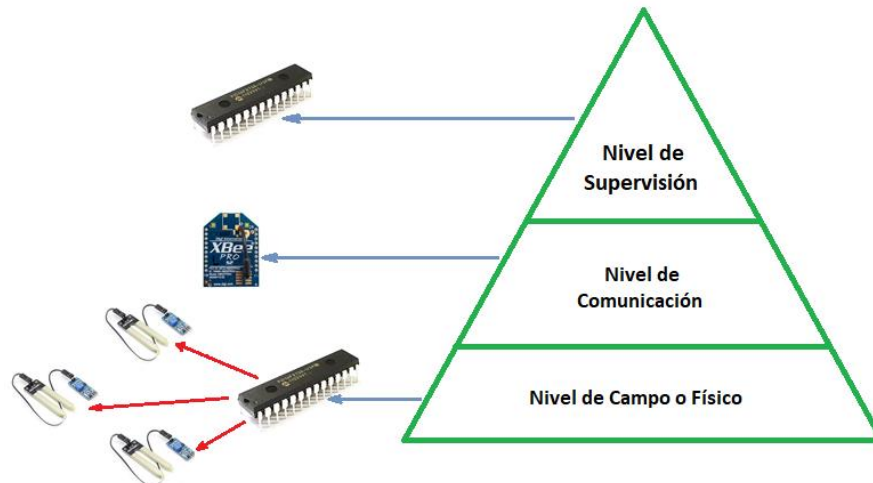 Nivel de
Supervisión
XBee
PRO
Nivel de
Comunicación
Nivel de Campo o Físico